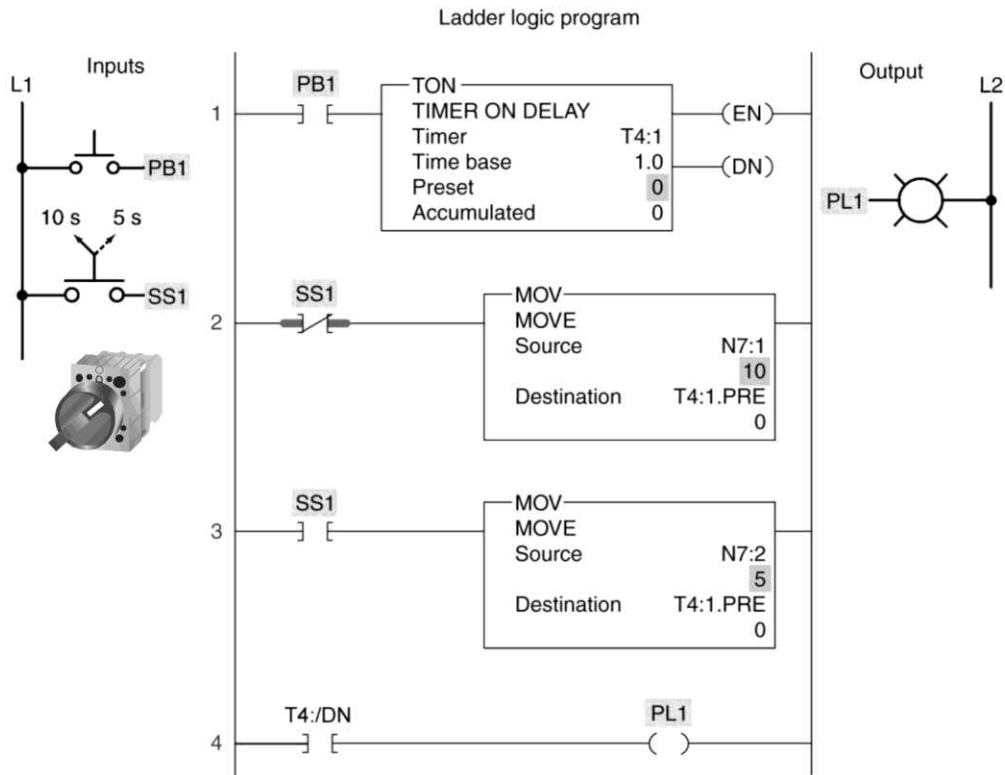 Ladder logic program
Inputs
L1
PB1
10 s 5 s
SS1
1
PB1
TON
TIMER ON DELAY
Timer T4:1
Time base 1.0
Preset 0
Accumulated 0
(EN)
(DN)
Output
L2
PL1
2
SS1
MOV
MOVE
Source N7:1
10
Destination T4:1.PRE
0
3
SS1
MOV
MOVE
Source N7:2
5
Destination T4:1.PRE
0
4
T4:/DN
PL1